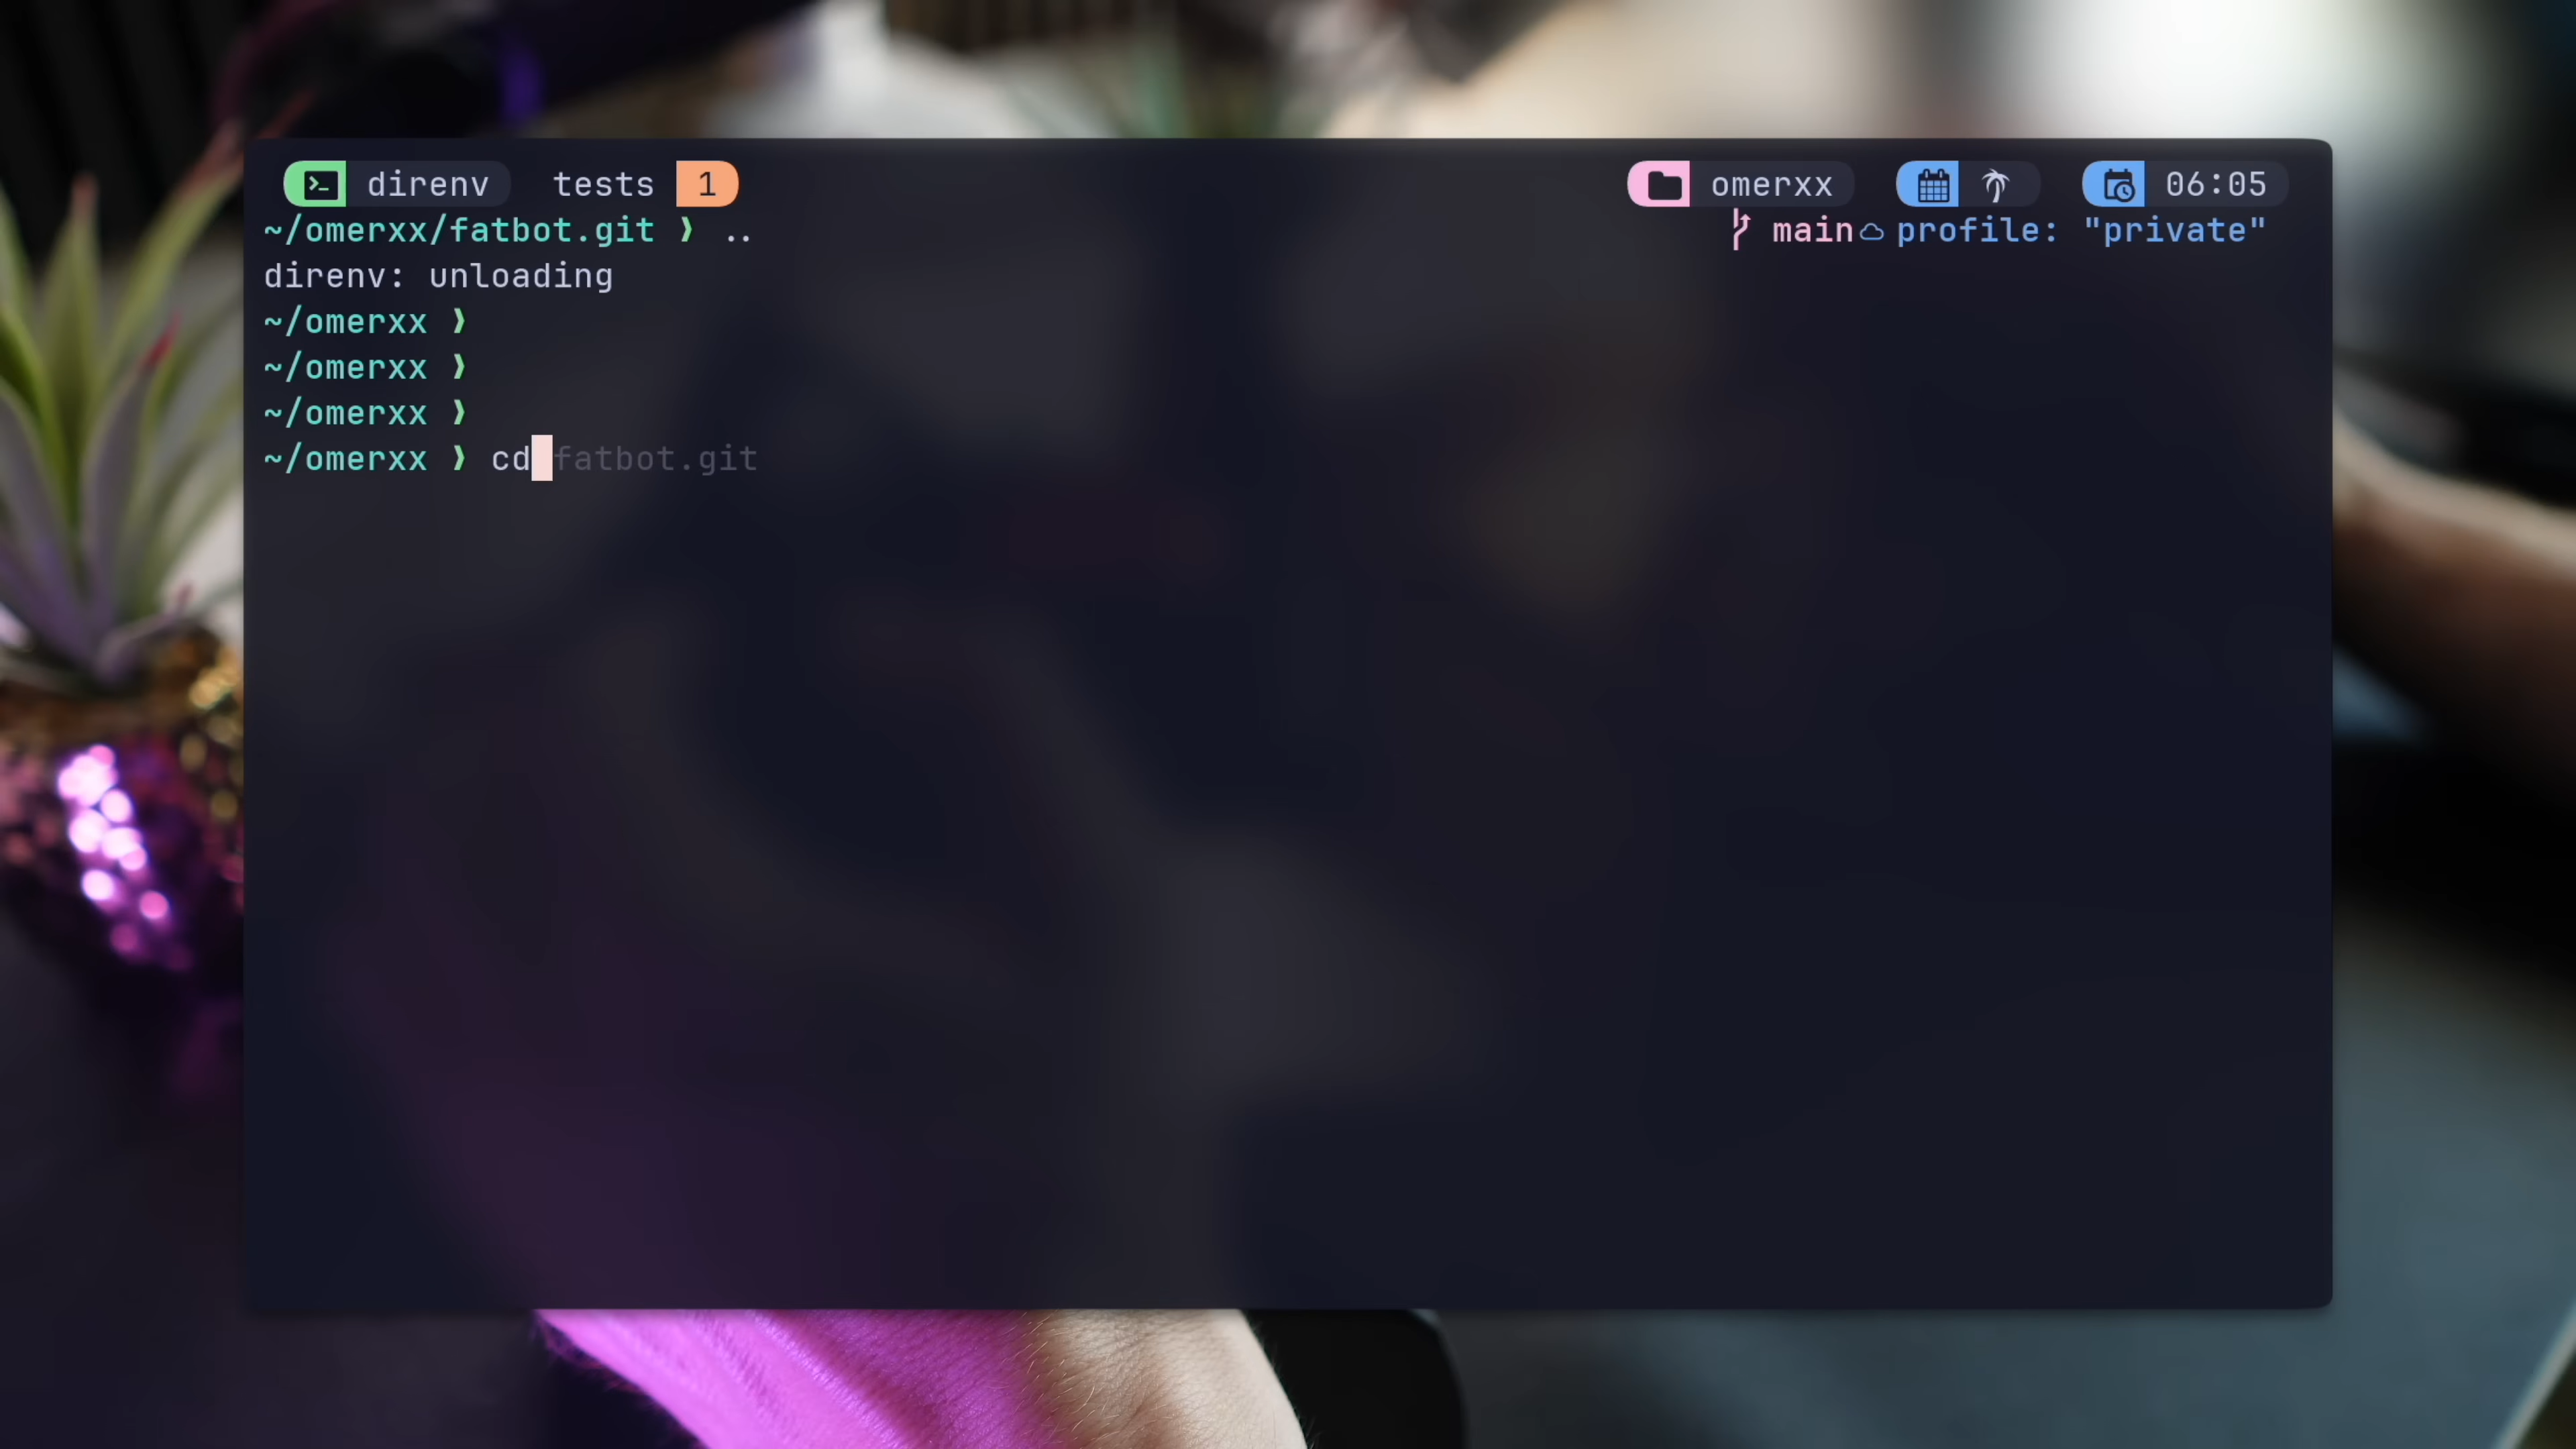 direnv tests 1 omerxx 06:05
~/omerxx/fatbot.git ❯ .. main profile: "private"
direnv: unloading
~/omerxx ❯
~/omerxx ❯
~/omerxx ❯
~/omerxx ❯ cd fatbot.git